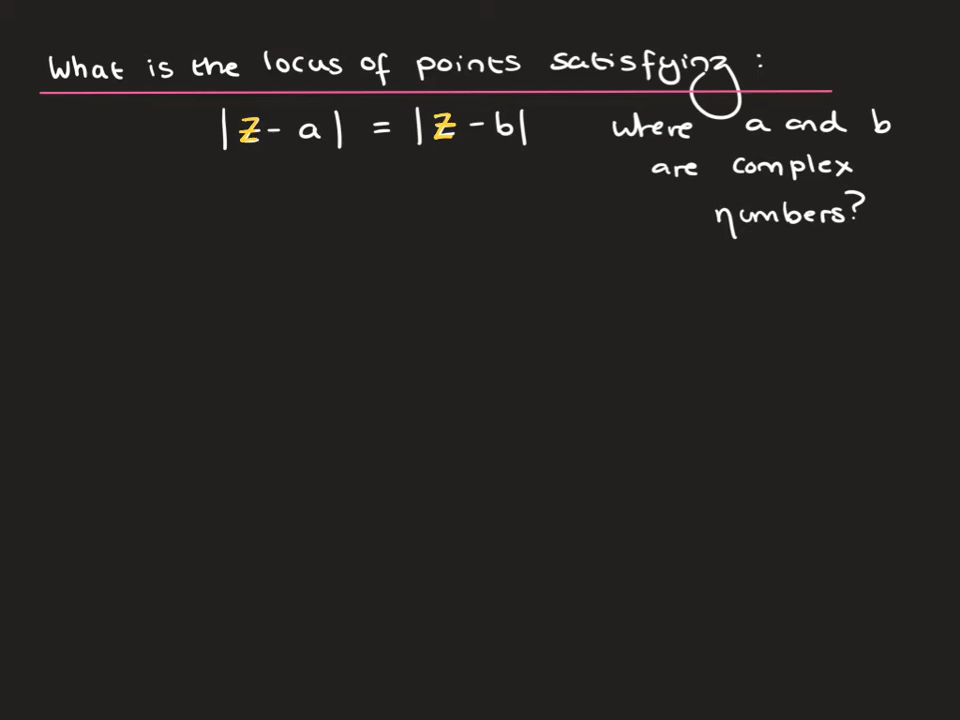 What is the locus of points satisfying :
|z - a| = |z - b| where a and b
are complex
numbers?